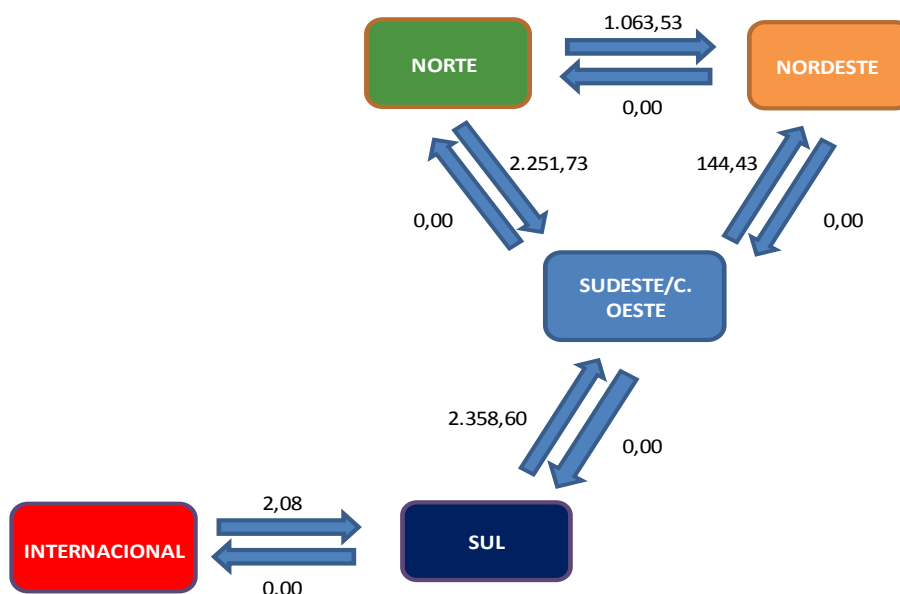 1.063,53
NORTE
NORDESTE
0,00
2.251,73
144,43
0,00
0,00
SUDESTE/C.
OESTE
2.358,60
0,00
2,08
INTERNACIONAL
SUL
0,00